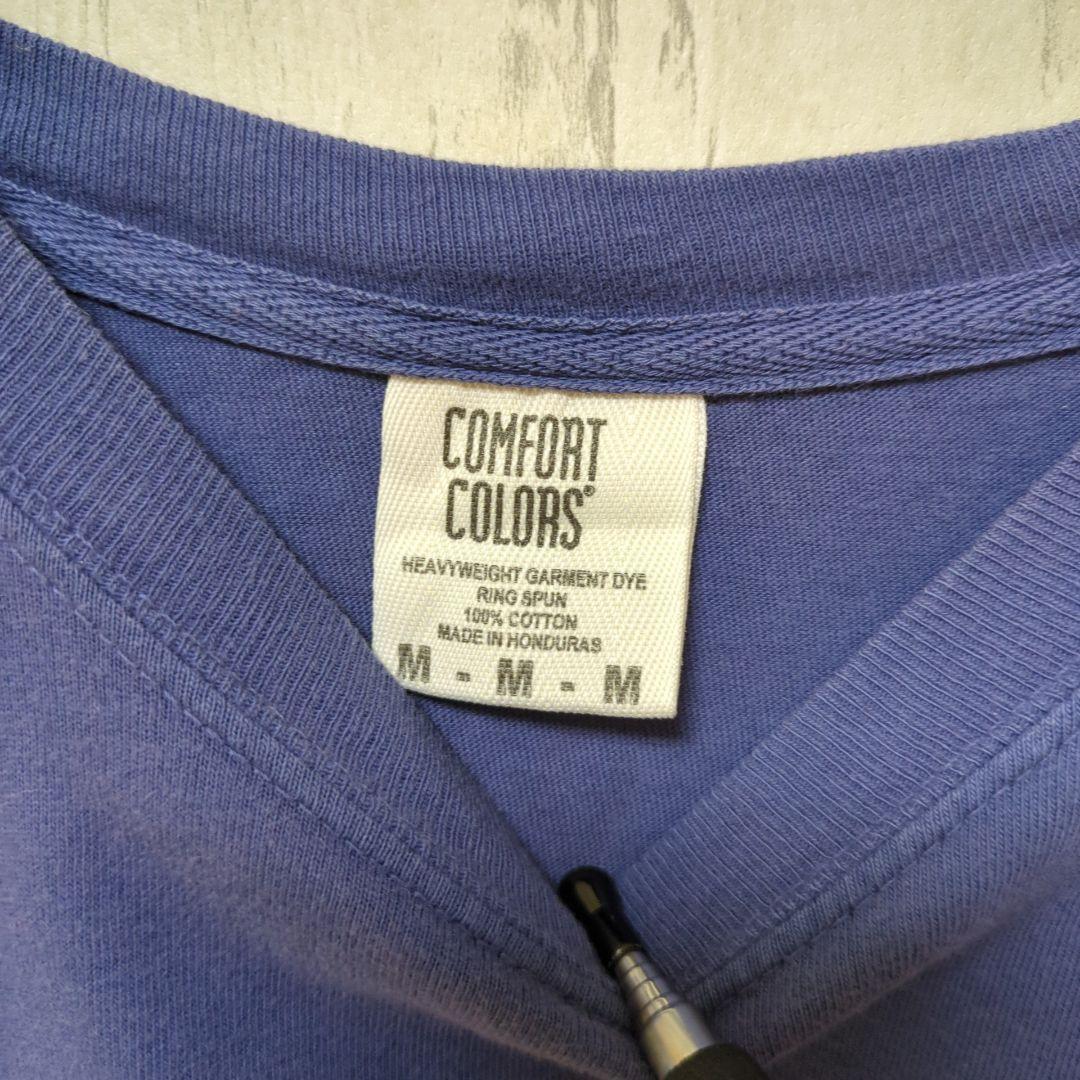 COMFORT
COLORS®
HEAVYWEIGHT GARMENT DYE
RING SPUN
100% COTTON
MADE IN HONDURAS
M - M - M